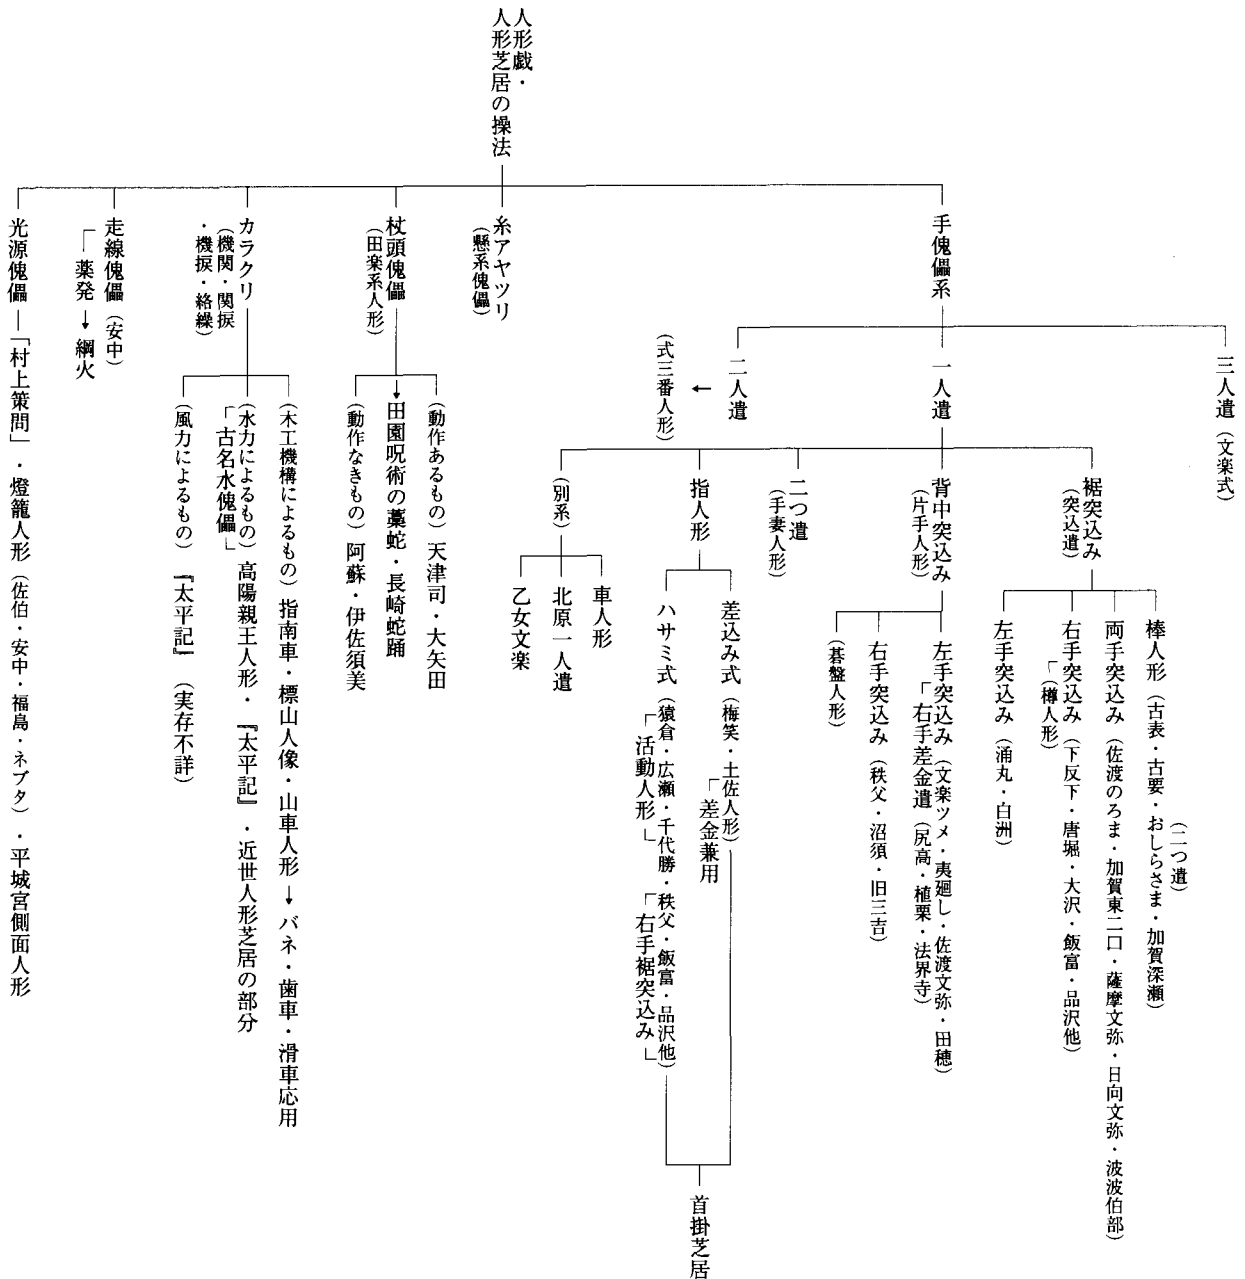 人形戯・
人形芝居の操法
手傀儡系
三人遣(文楽式)
一人遣
裾突込み
(突込遣)
(二つ遣)
棒人形(古表・古要・おしらさま・加賀深瀬)
両手突込み(佐渡のろま・加賀東二口・薩摩文弥・日向文弥・波波伯部)
右手突込み(下反下・唐堀・大沢・飯富・品沢他)
「(樽人形)
左手突込み(涌丸・白洲)
背中突込み
(片手人形)
左手突込み(文楽ツメ・夷廻し・佐渡文弥・田穂)
「右手差金遣(尻高・植栗・法界寺)
右手突込み(秩父・沼須・旧三吉)
(碁盤人形)
二つ遣
(手妻人形)
指人形
差込み式(梅笑・土佐人形)
「差金兼用
ハサミ式(猿倉・広瀬・千代勝・秩父・飯富・品沢他)
「活動人形」「右手裾突込み」
首掛芝居
(別系)
車人形
北原一人遣
乙女文楽
二人遣
↓
(式三番人形)
糸アヤツリ
(懸系傀儡)
杖頭傀儡
(田楽系人形)
(動作あるもの)天津司・大矢田
→田園呪術の藁蛇・長崎蛇踊
(動作なきもの)阿蘇・伊佐須美
カラクリ
(機関・関捩
・機捩・絡繰)
(木工機構によるもの)指南車・標山人像・山車人形→バネ・歯車・滑車応用
(水力によるもの)高陽親王人形・『太平記』・近世人形芝居の部分
「古名水傀儡」
(風力によるもの)『太平記』(実存不詳)
走線傀儡(安中)
「薬発→綱火
光源傀儡―「村上策問」・燈籠人形(佐伯・安中・福島・ネブタ)・平城宮側面人形